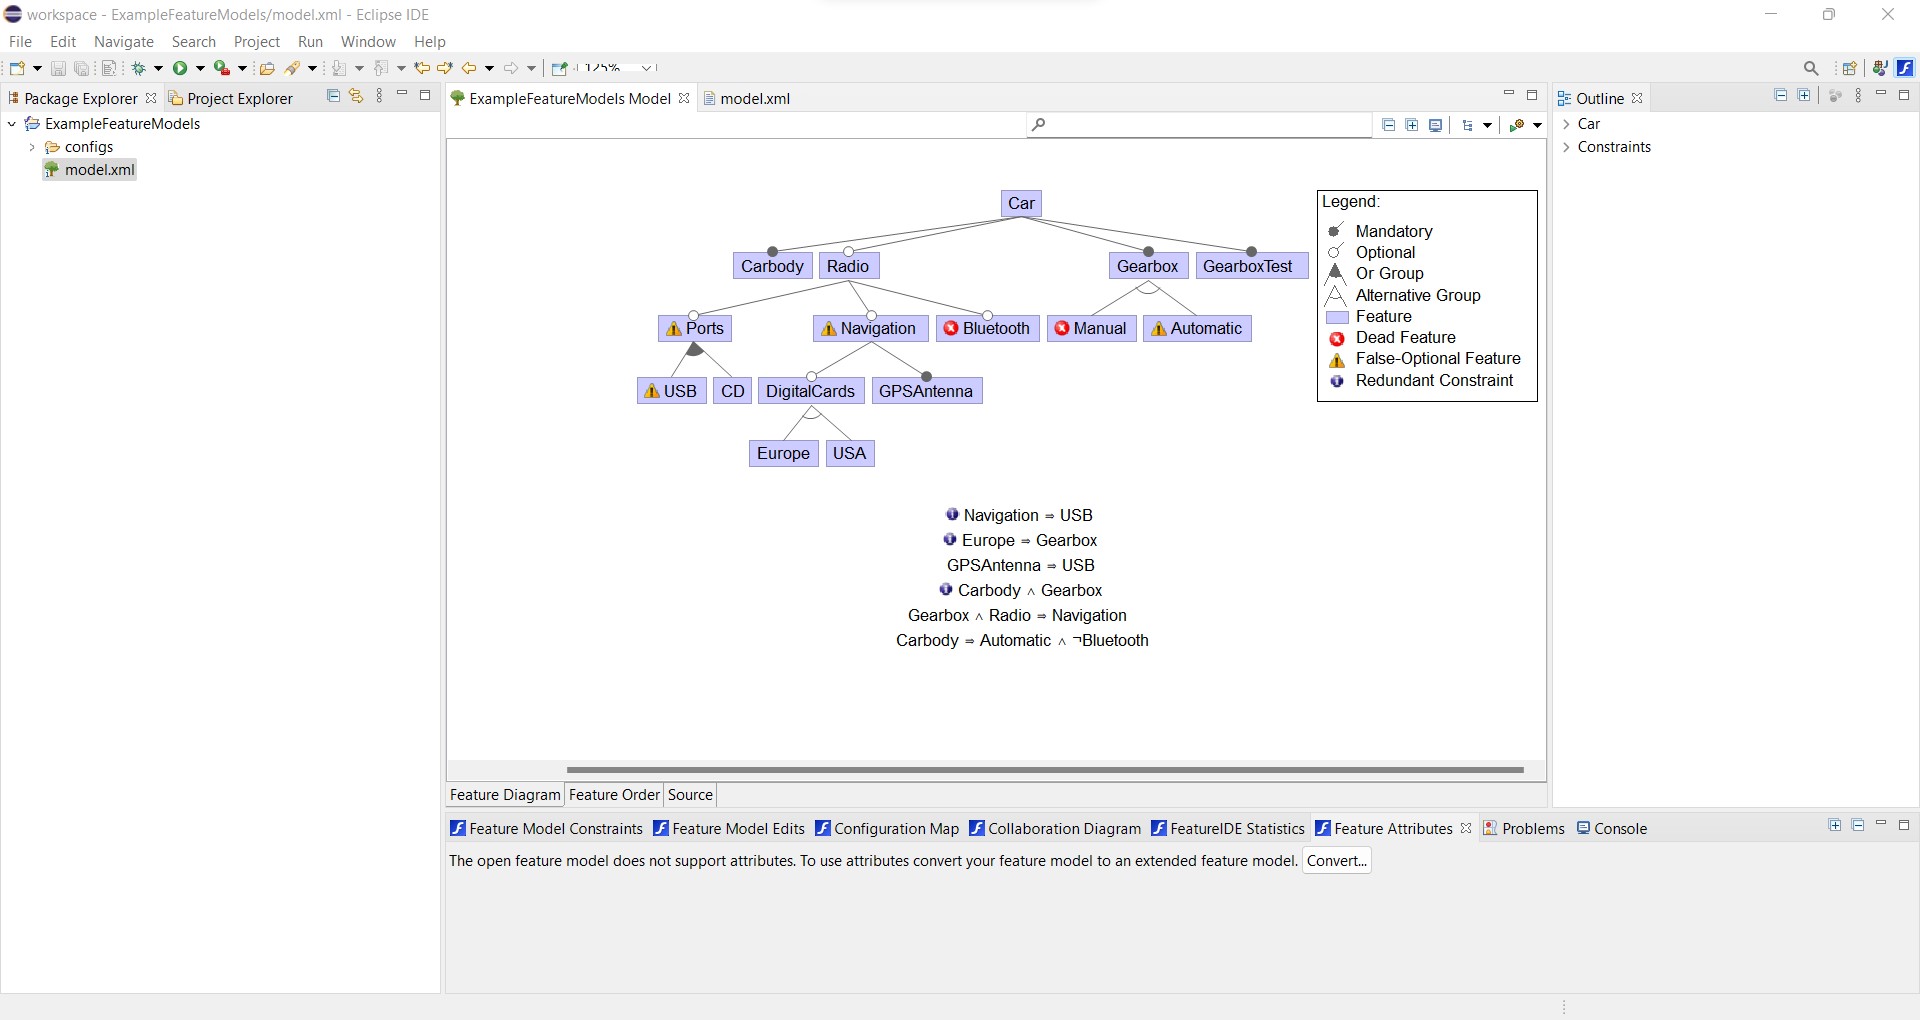 workspace - ExampleFeatureModels/model.xml - Eclipse IDE
File Edit Navigate Search Project Run Window Help
125%
Package Explorer Project Explorer
ExampleFeatureModels
configs
model.xml
ExampleFeatureModels Model model.xml
Car
Carbody Radio Gearbox GearboxTest
Ports Navigation Bluetooth Manual Automatic
USB CD DigitalCards GPSAntenna
Europe USA
Legend:
Mandatory
Optional
Or Group
Alternative Group
Feature
Dead Feature
False-Optional Feature
Redundant Constraint
Navigation ⇒ USB
Europe ⇒ Gearbox
GPSAntenna ⇒ USB
Carbody ∧ Gearbox
Gearbox ∧ Radio ⇒ Navigation
Carbody ⇒ Automatic ∧ ¬Bluetooth
Feature Diagram Feature Order Source
Outline
Car
Constraints
Feature Model Constraints Feature Model Edits Configuration Map Collaboration Diagram FeatureIDE Statistics Feature Attributes Problems Console
The open feature model does not support attributes. To use attributes convert your feature model to an extended feature model. Convert...